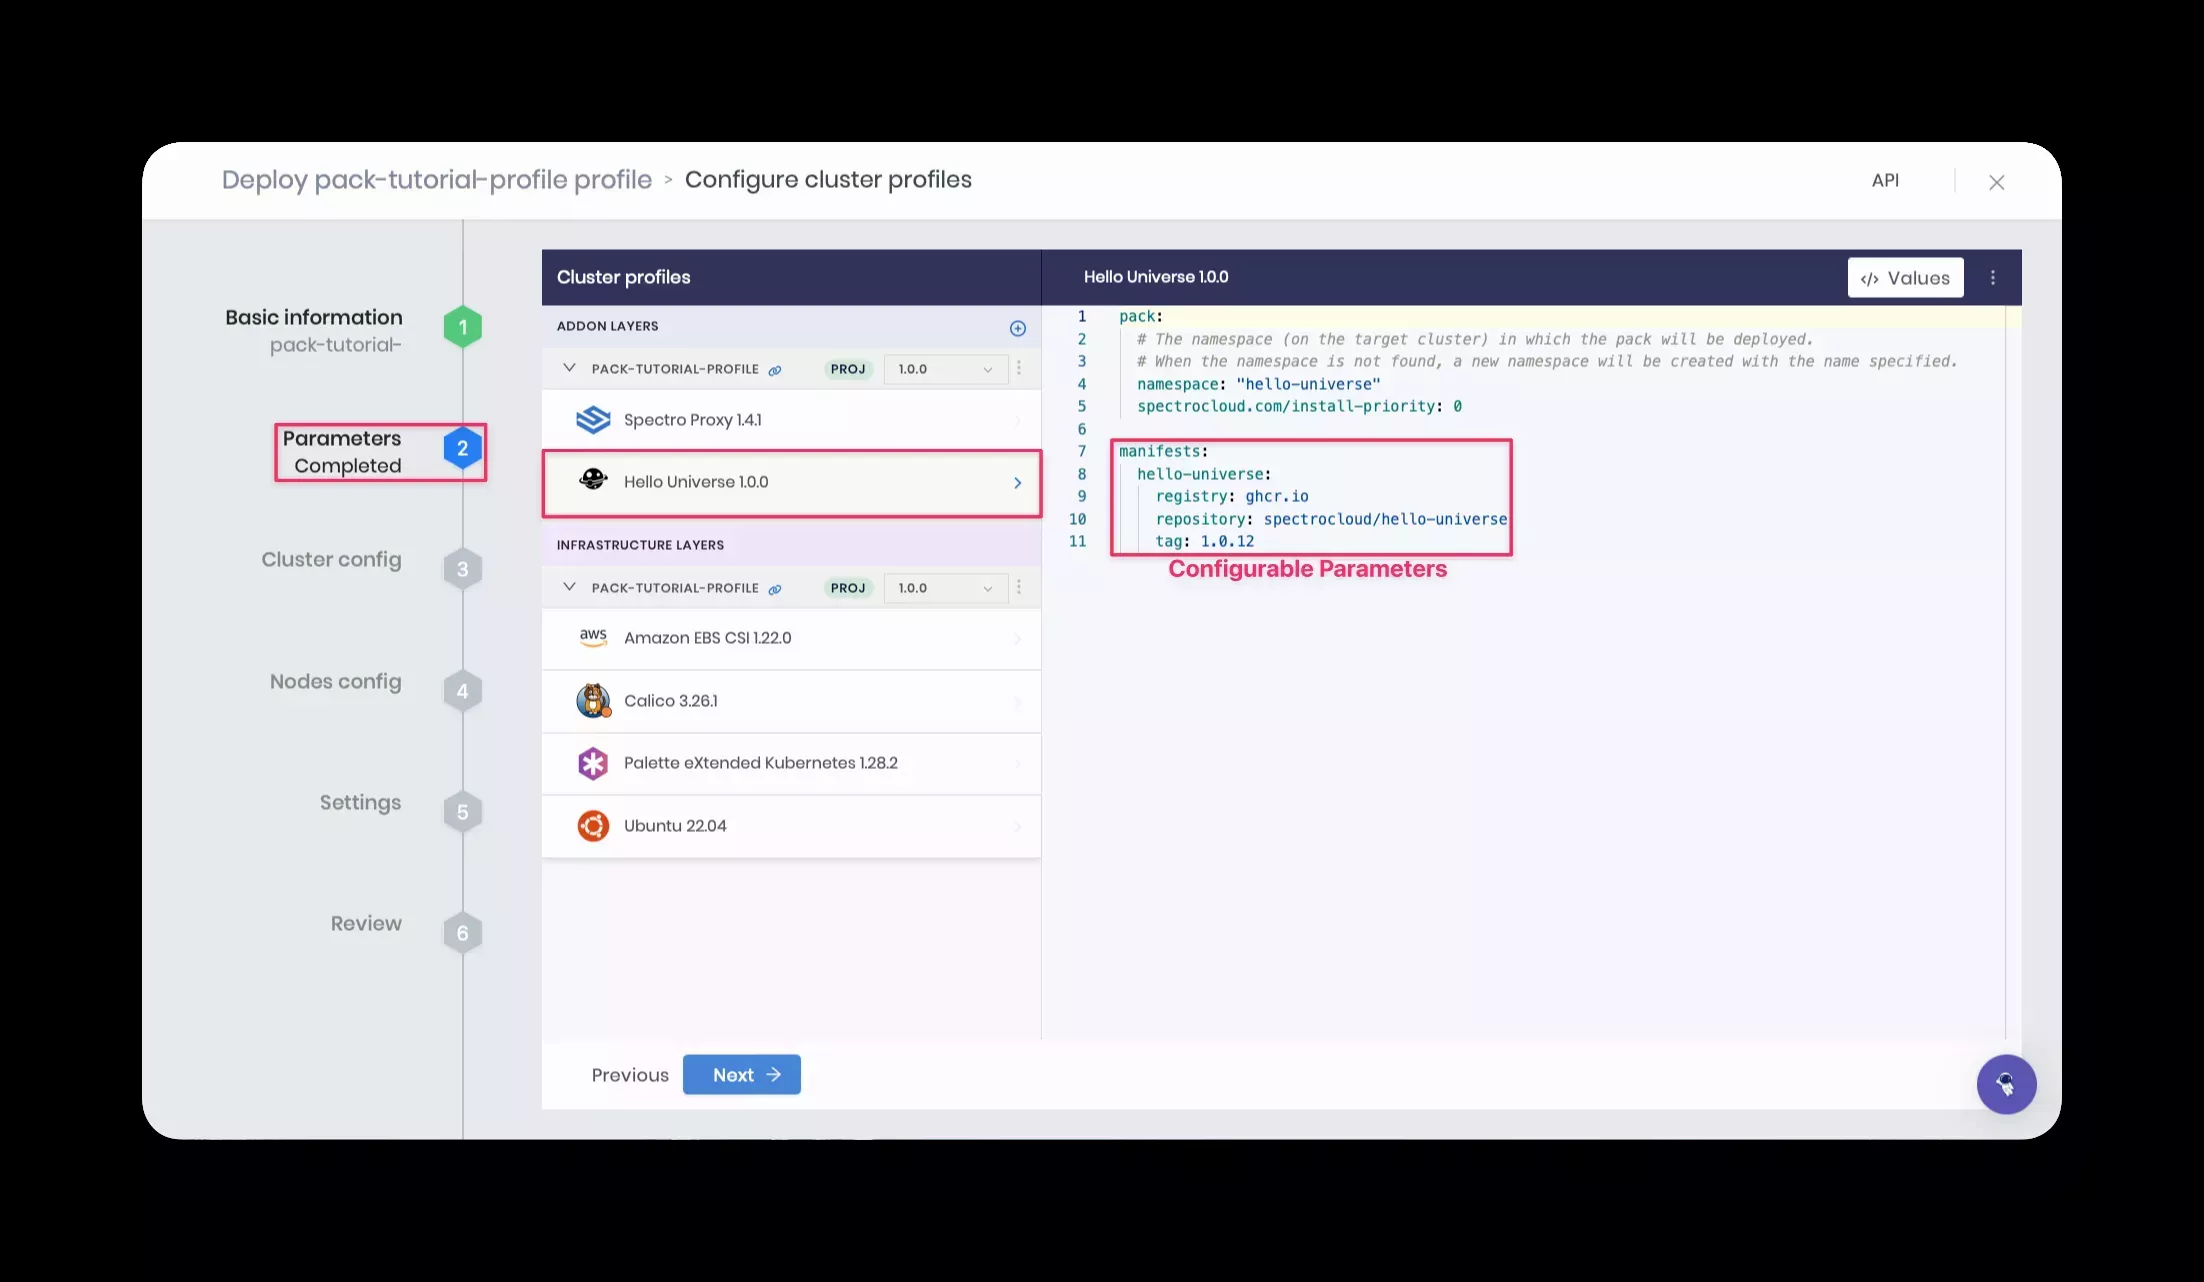 Deploy pack-tutorial-profile profile > Configure cluster profiles
API
Basic information
pack-tutorial-
1
Parameters
Completed
2
Cluster config
3
Nodes config
4
Settings
5
Review
6
Cluster profiles
ADDON LAYERS
PACK-TUTORIAL-PROFILE PROJ 1.0.0
Spectro Proxy 1.4.1
Hello Universe 1.0.0
INFRASTRUCTURE LAYERS
PACK-TUTORIAL-PROFILE PROJ 1.0.0
aws Amazon EBS CSI 1.22.0
Calico 3.26.1
Palette eXtended Kubernetes 1.28.2
Ubuntu 22.04
Hello Universe 1.0.0
</> Values
1 pack:
2 # The namespace (on the target cluster) in which the pack will be deployed.
3 # When the namespace is not found, a new namespace will be created with the name specified.
4 namespace: "hello-universe"
5 spectrocloud.com/install-priority: 0
6
7 manifests:
8 hello-universe:
9 registry: ghcr.io
10 repository: spectrocloud/hello-universe
11 tag: 1.0.12
Configurable Parameters
Previous
Next →